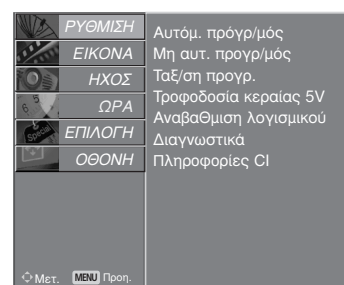 ΡΥΘΜΙΣΗ
ΕΙΚΟΝΑ
ΗΧΟΣ
ΩΡΑ
ΕΠΙΛΟΓΗ
ΟΘΟΝΗ
Αυτόμ. πρόγρ/μός
Μη αυτ. προγρ/μός
Ταξ/ση προγρ.
Τροφοδοσία κεραίας 5V
ΑναβαΘμιση λογισμικού
Διαγνωστικά
Πληροφορίες CI
Μετ. MENU Προη.